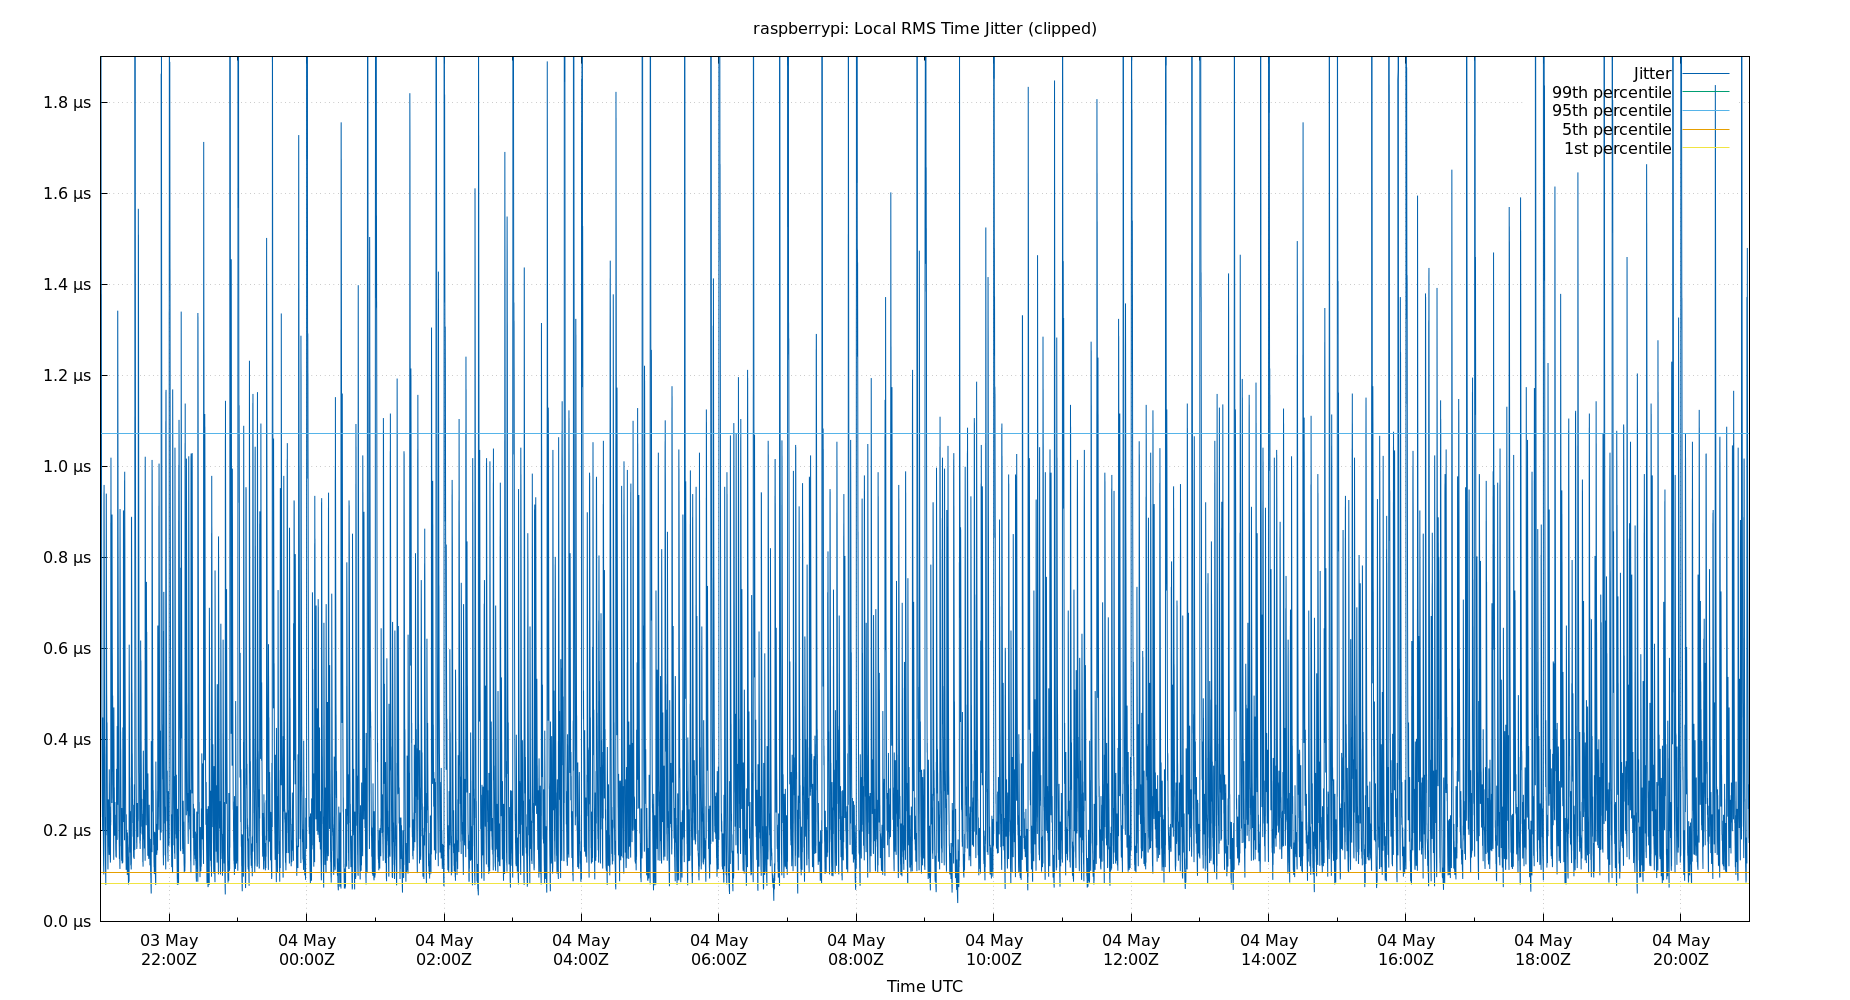 raspberrypi: Local RMS Time Jitter (clipped)
Jitter
99th percentile
95th percentile
5th percentile
1st percentile
1.8 µs
1.6 µs
1.4 µs
1.2 µs
1.0 µs
0.8 µs
0.6 µs
0.4 µs
0.2 µs
0.0 µs
03 May 04 May 04 May 04 May 04 May 04 May 04 May 04 May 04 May 04 May 04 May 04 May
22:00Z 00:00Z 02:00Z 04:00Z 06:00Z 08:00Z 10:00Z 12:00Z 14:00Z 16:00Z 18:00Z 20:00Z
Time UTC